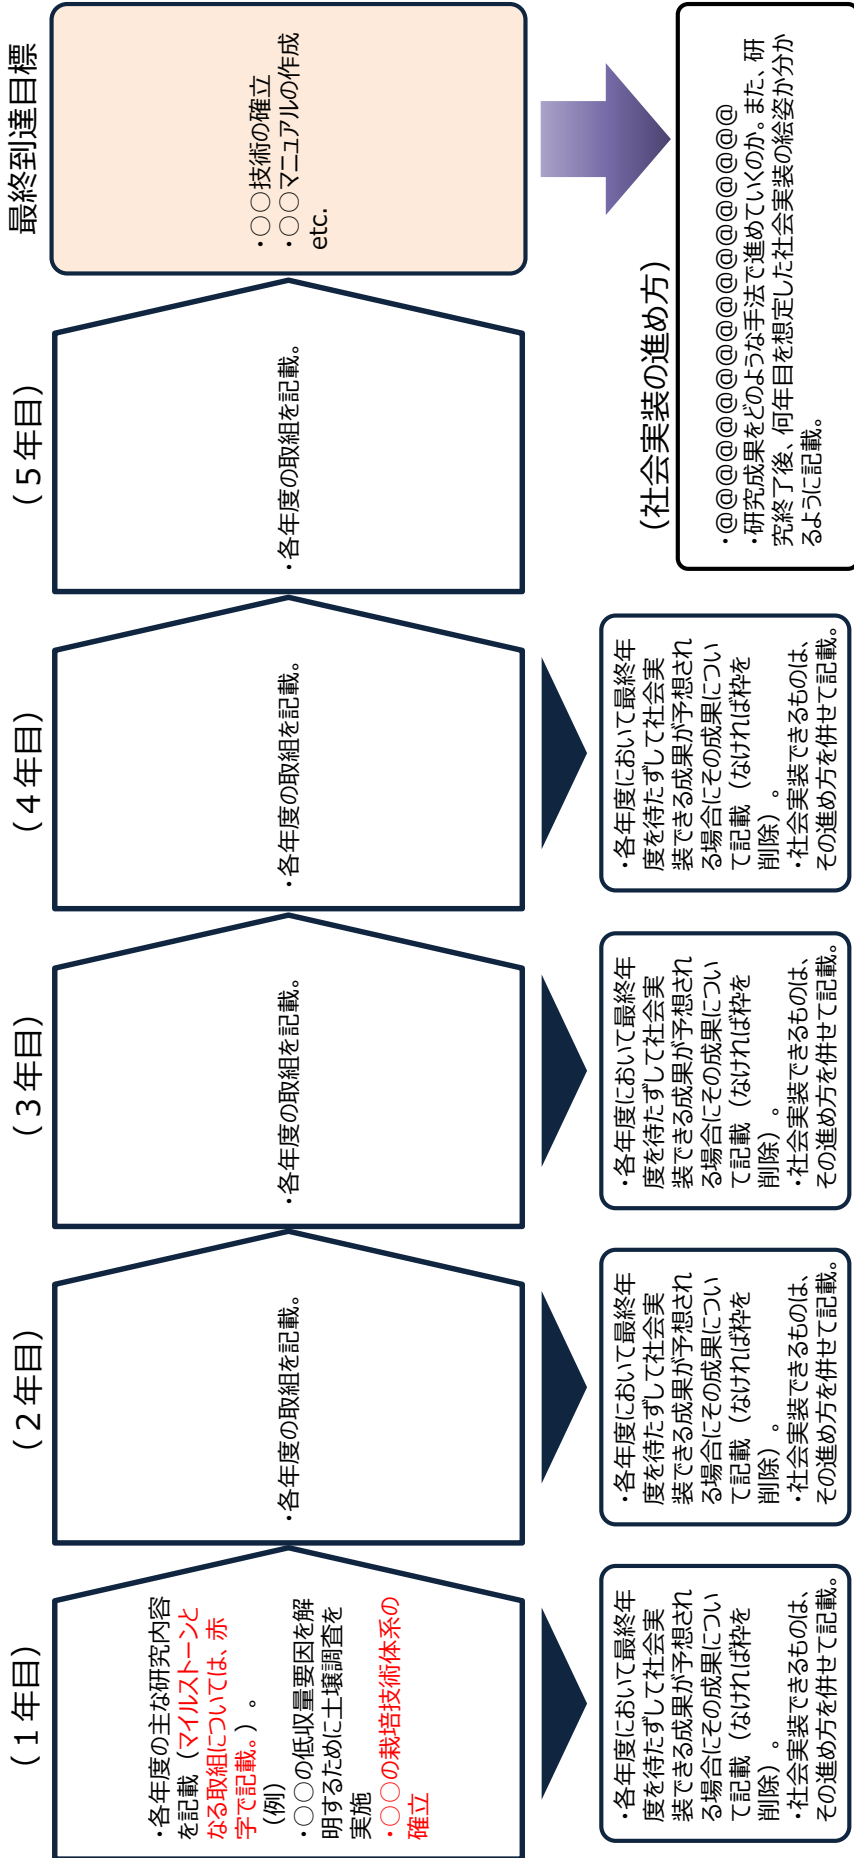 （１年目）
・各年度の主な研究内容
を記載（マイルストーンと
なる取組については、赤
字で記載。）。
（例）
・○○の低収量要因を解
明するために土壌調査を
実施
・○○の栽培技術体系の
確立
・各年度において最終年
度を待たずして社会実
装できる成果が予想され
る場合にその成果につい
て記載（なければ枠を
削除）。
・社会実装できるものは、
その進め方を併せて記載。
（２年目）
・各年度の取組を記載。
・各年度において最終年
度を待たずして社会実
装できる成果が予想され
る場合にその成果につい
て記載（なければ枠を
削除）。
・社会実装できるものは、
その進め方を併せて記載。
（３年目）
・各年度の取組を記載。
・各年度において最終年
度を待たずして社会実
装できる成果が予想され
る場合にその成果につい
て記載（なければ枠を
削除）。
・社会実装できるものは、
その進め方を併せて記載。
（４年目）
・各年度の取組を記載。
・各年度において最終年
度を待たずして社会実
装できる成果が予想され
る場合にその成果につい
て記載（なければ枠を
削除）。
・社会実装できるものは、
その進め方を併せて記載。
（５年目）
・各年度の取組を記載。
最終到達目標
・○○技術の確立
・○○マニュアルの作成
etc.
（社会実装の進め方）
・＠＠＠＠＠＠＠＠＠＠＠＠＠＠＠＠＠＠＠
・研究成果をどのような手法で進めていくのか。また、研
究終了後、何年目を想定した社会実装の絵姿か分か
るように記載。